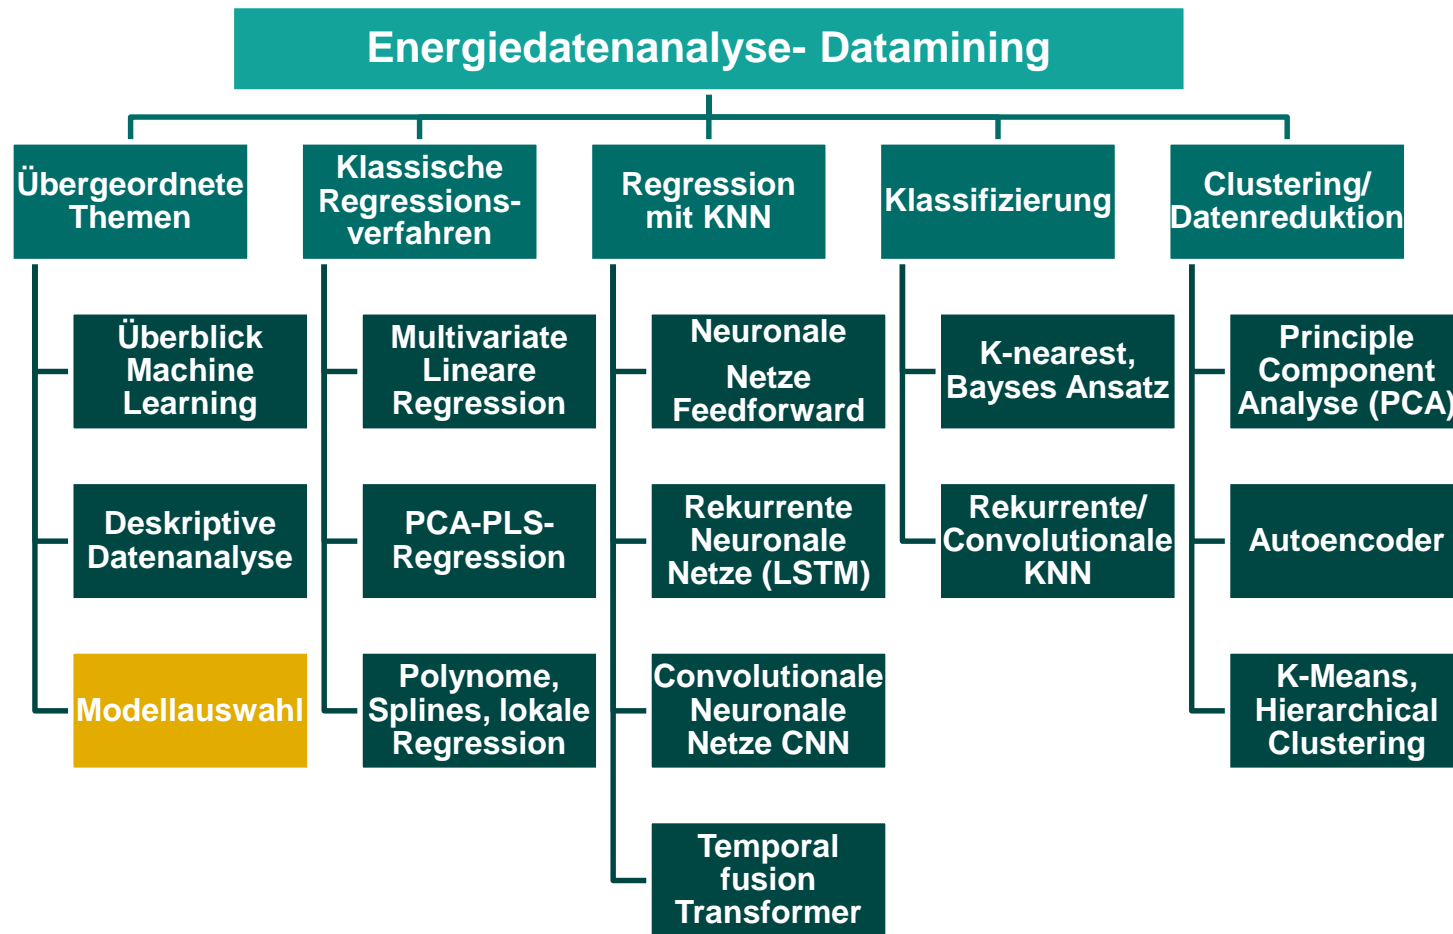 Energiedatenanalyse- Datamining
Übergeordnete
Themen
Klassische
Regressions-
verfahren
Regression
mit KNN
Klassifizierung
Clustering/
Datenreduktion
Überblick
Machine
Learning
Multivariate
Lineare
Regression
Neuronale
Netze
Feedforward
K-nearest,
Bayses Ansatz
Principle
Component
Analyse (PCA)
Deskriptive
Datenanalyse
PCA-PLS-
Regression
Rekurrente
Neuronale
Netze (LSTM)
Rekurrente/
Convolutionale
KNN
Autoencoder
Modellauswahl
Polynome,
Splines, lokale
Regression
Convolutionale
Neuronale
Netze CNN
K-Means,
Hierarchical
Clustering
Temporal
fusion
Transformer